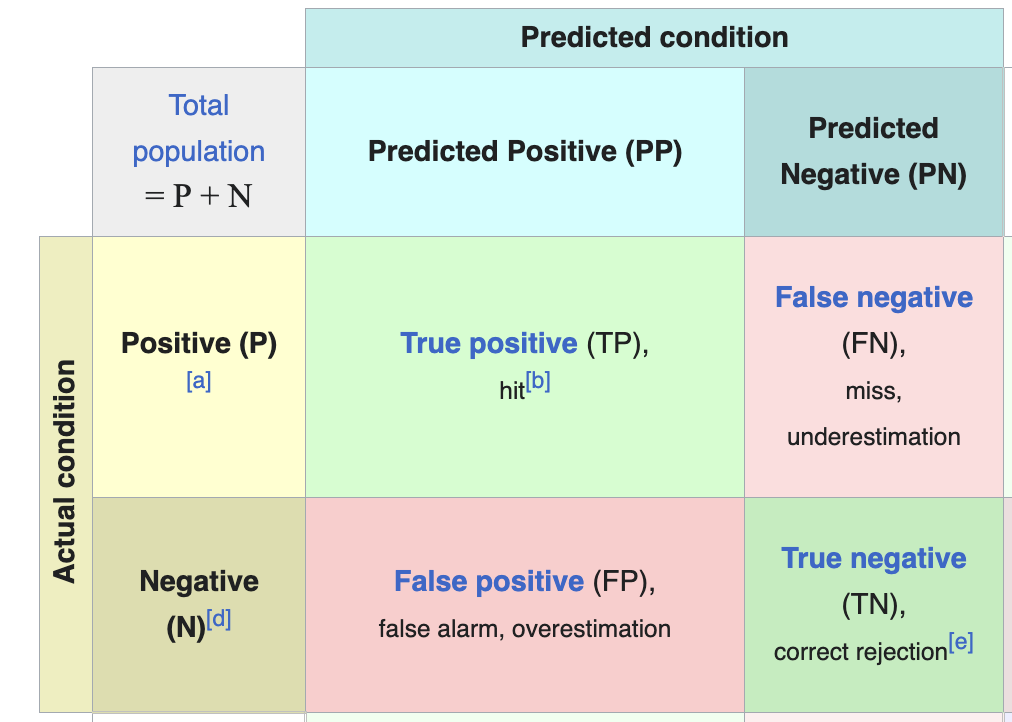 Predicted condition
Total
population
= P + N
Predicted Positive (PP)
Predicted
Negative (PN)
Actual condition
Positive (P)
[a]
True positive (TP),
hit[b]
False negative
(FN),
miss,
underestimation
Negative
(N)[d]
False positive (FP),
false alarm, overestimation
True negative
(TN),
correct rejection[e]